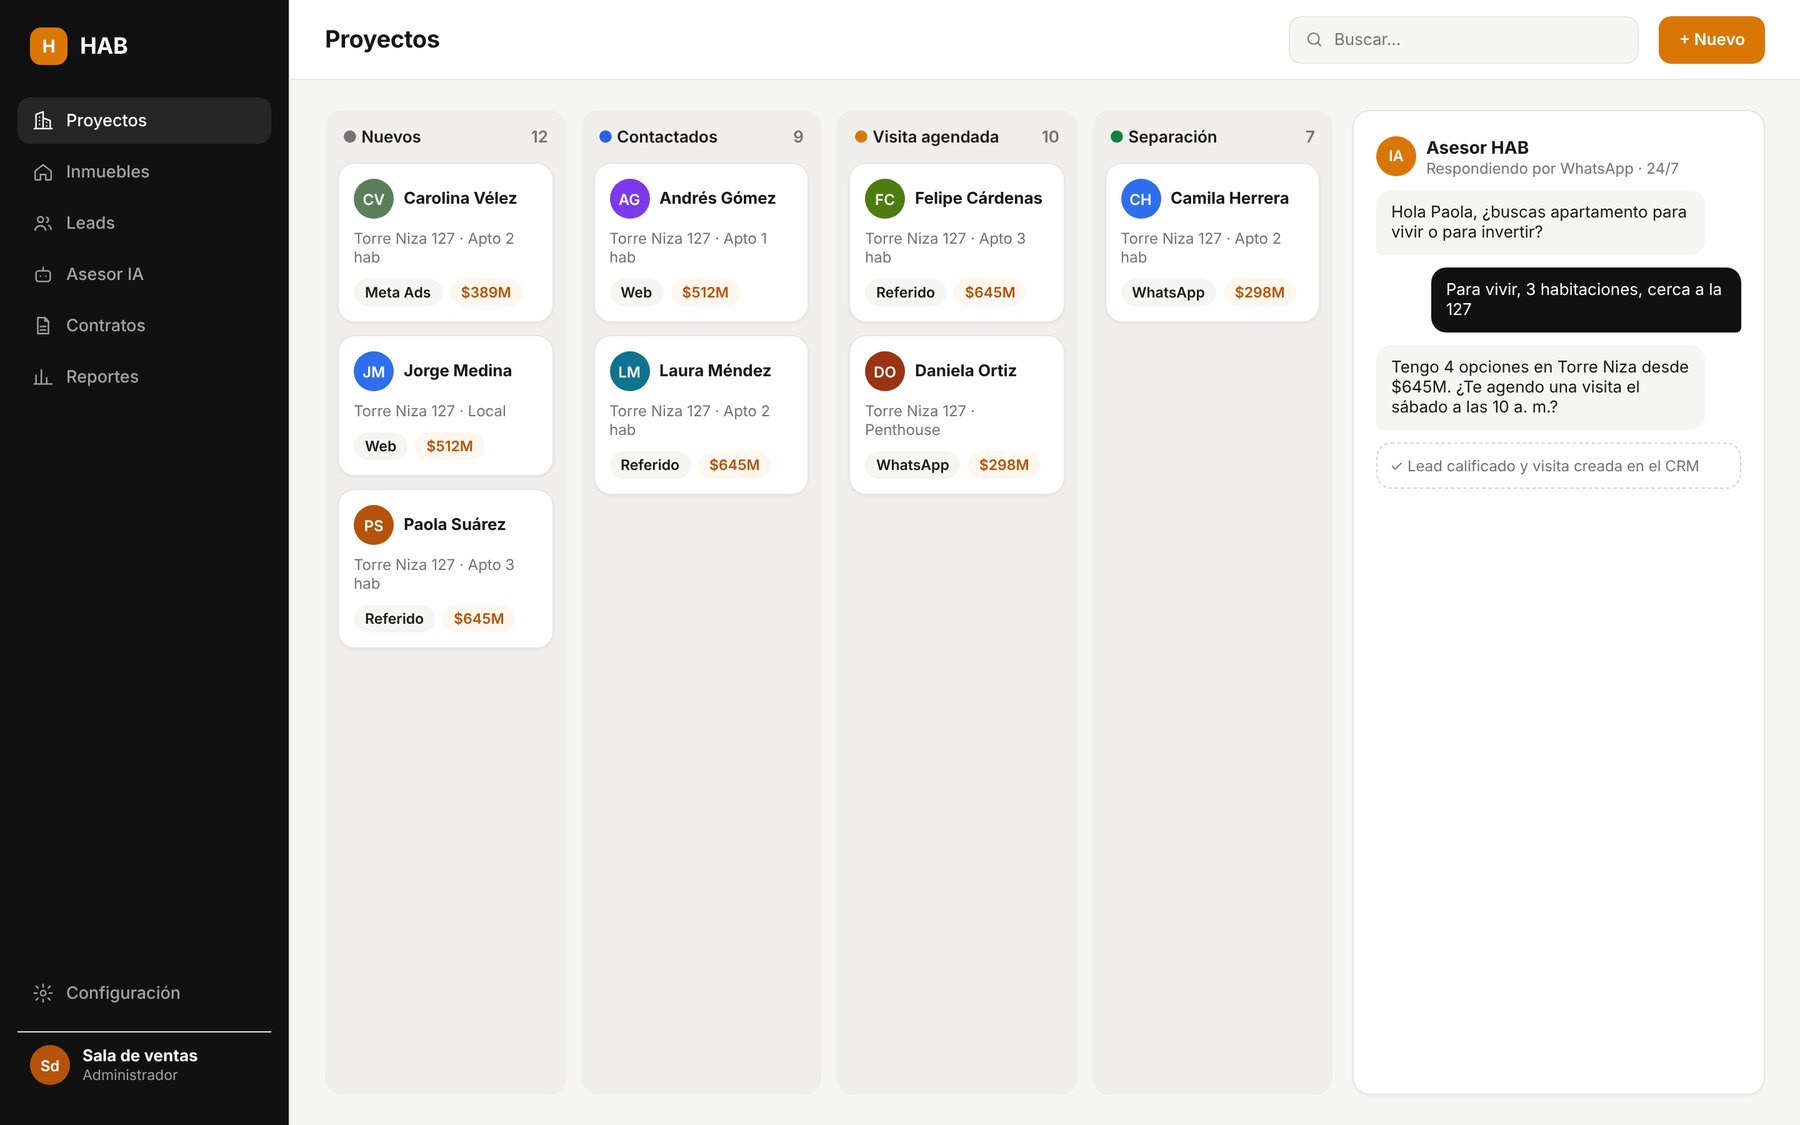 H
HAB
Proyectos
Inmuebles
Leads
Asesor IA
Contratos
Reportes
Configuración
Sd
Sala de ventas
Administrador
Proyectos
Buscar...
+ Nuevo
Nuevos
12
CV
Carolina Vélez
Torre Niza 127 · Apto 2
hab
Meta Ads
$389M
JM
Jorge Medina
Torre Niza 127 · Local
Web
$512M
PS
Paola Suárez
Torre Niza 127 · Apto 3
hab
Referido
$645M
Contactados
9
AG
Andrés Gómez
Torre Niza 127 · Apto 1
hab
Web
$512M
LM
Laura Méndez
Torre Niza 127 · Apto 2
hab
Referido
$645M
Visita agendada
10
FC
Felipe Cárdenas
Torre Niza 127 · Apto 3
hab
Referido
$645M
DO
Daniela Ortiz
Torre Niza 127 ·
Penthouse
WhatsApp
$298M
Separación
7
CH
Camila Herrera
Torre Niza 127 · Apto 2
hab
WhatsApp
$298M
IA
Asesor HAB
Respondiendo por WhatsApp · 24/7
Hola Paola, ¿buscas apartamento para
vivir o para invertir?
Para vivir, 3 habitaciones, cerca a la
127
Tengo 4 opciones en Torre Niza desde
$645M. ¿Te agendo una visita el
sábado a las 10 a. m.?
✓ Lead calificado y visita creada en el CRM